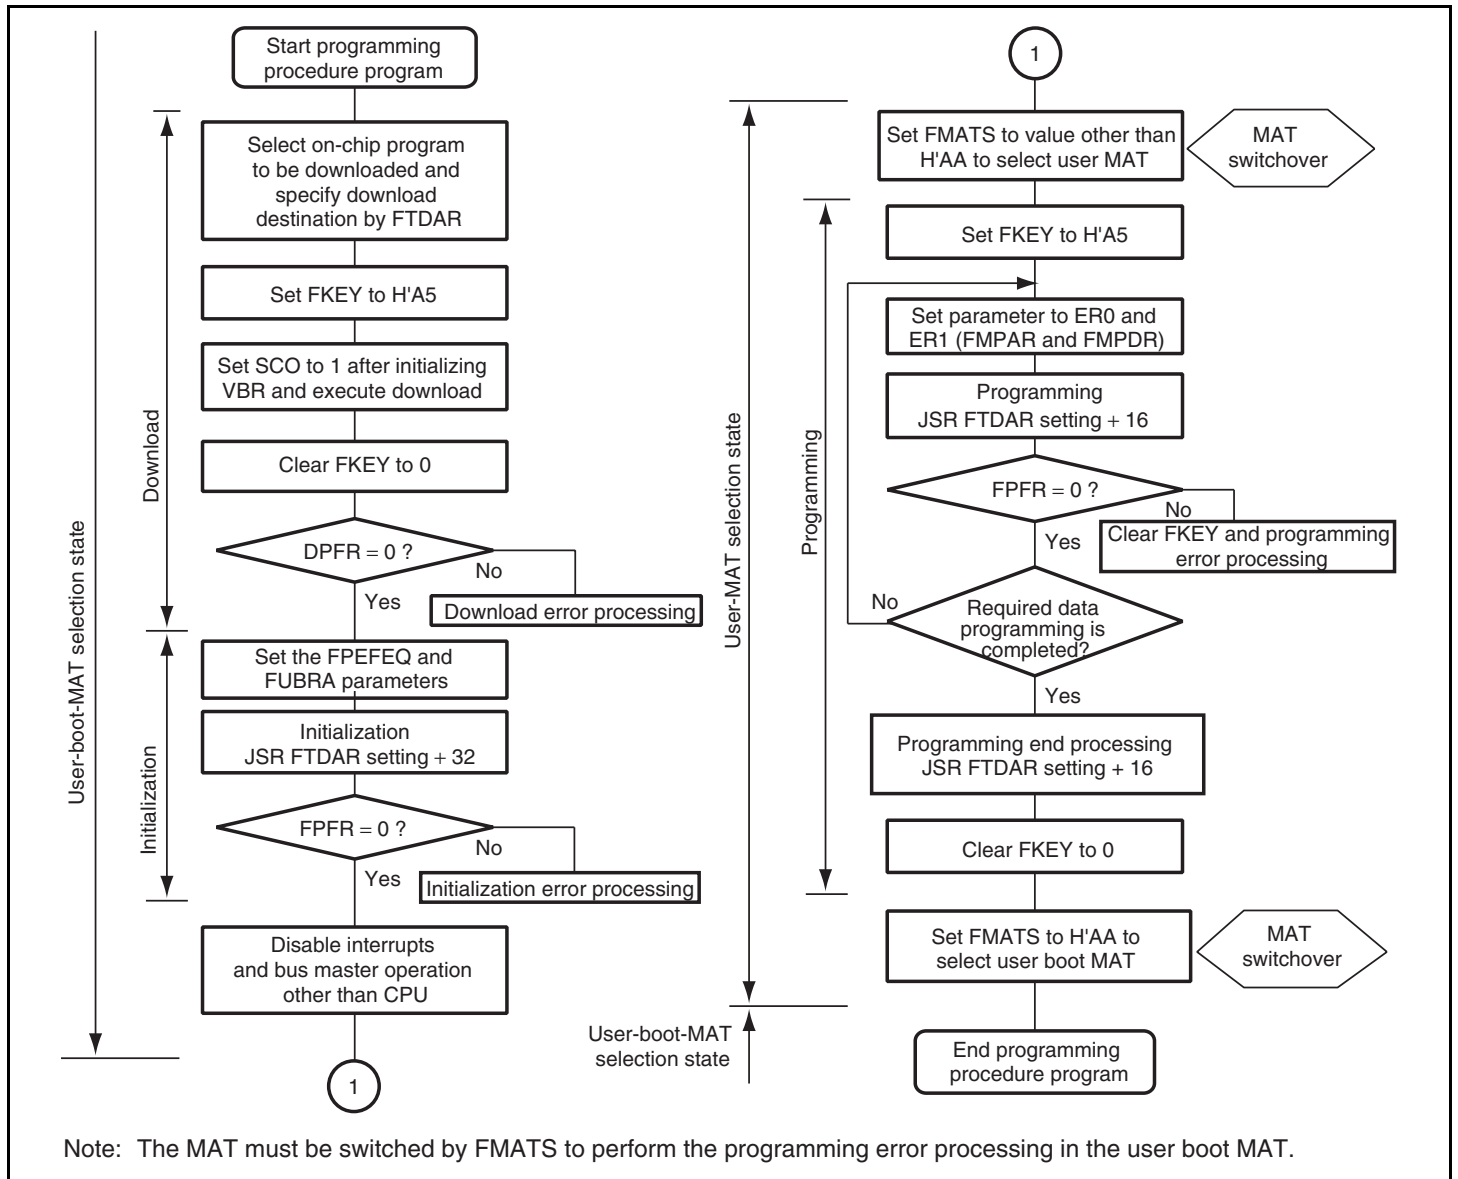 Start programming
procedure program
Select on-chip program
to be downloaded and
specify download
destination by FTDAR
Set FKEY to H'A5
Set SCO to 1 after initializing
VBR and execute download
Clear FKEY to 0
DPFR = 0 ?
No
Yes
Download error processing
Set the FPEFEQ and
FUBRA parameters
Initialization
JSR FTDAR setting + 32
FPFR = 0 ?
No
Yes
Initialization error processing
Disable interrupts
and bus master operation
other than CPU
1
Download
Initialization
User-boot-MAT selection state
1
Set FMATS to value other than
H'AA to select user MAT
MAT
switchover
Set FKEY to H'A5
Set parameter to ER0 and
ER1 (FMPAR and FMPDR)
Programming
JSR FTDAR setting + 16
FPFR = 0 ?
No
Yes
Clear FKEY and programming
error processing
Required data
programming is
completed?
No
Yes
Programming end processing
JSR FTDAR setting + 16
Clear FKEY to 0
Set FMATS to H'AA to
select user boot MAT
MAT
switchover
End programming
procedure program
Programming
User-MAT selection state
User-boot-MAT
selection state
Note: The MAT must be switched by FMATS to perform the programming error processing in the user boot MAT.